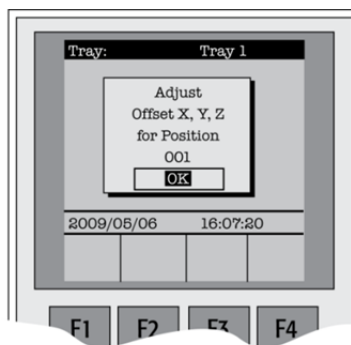 Tray: Tray 1
Adjust
Offset X, Y, Z
for Position
001
OK
2009/05/06 16:07:20
F1 F2 F3 F4